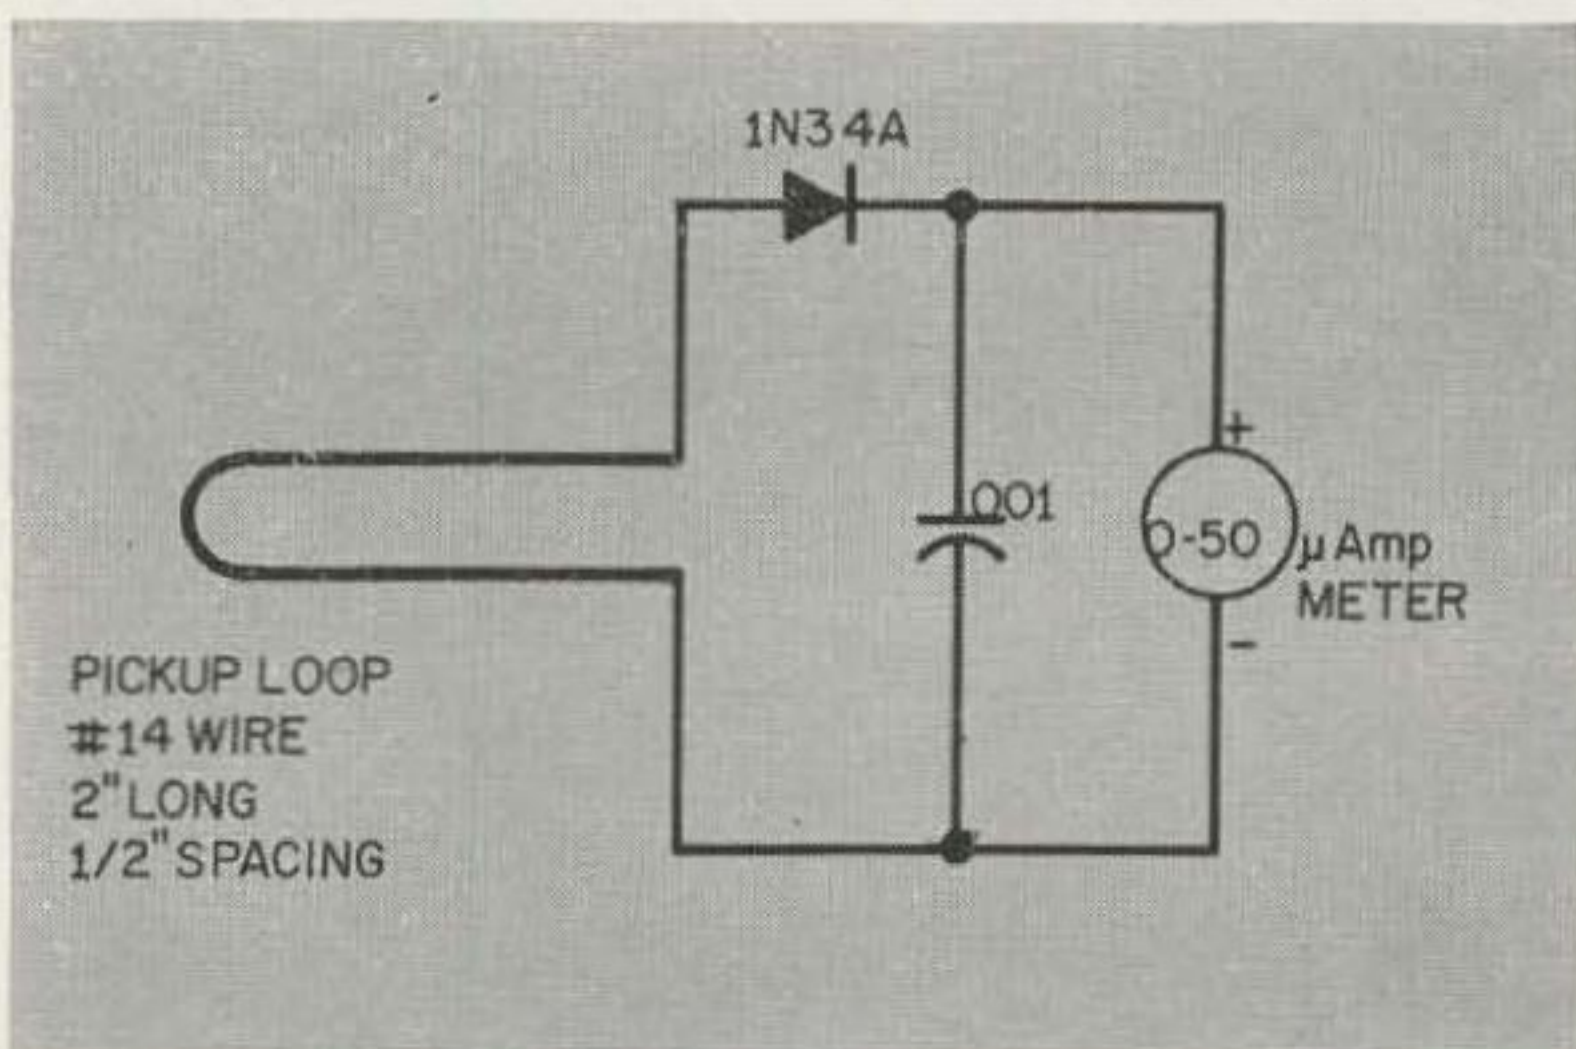 1N34A
+
.001
0-50
μ Amp
METER
-
PICKUP LOOP
#14 WIRE
2" LONG
1/2" SPACING